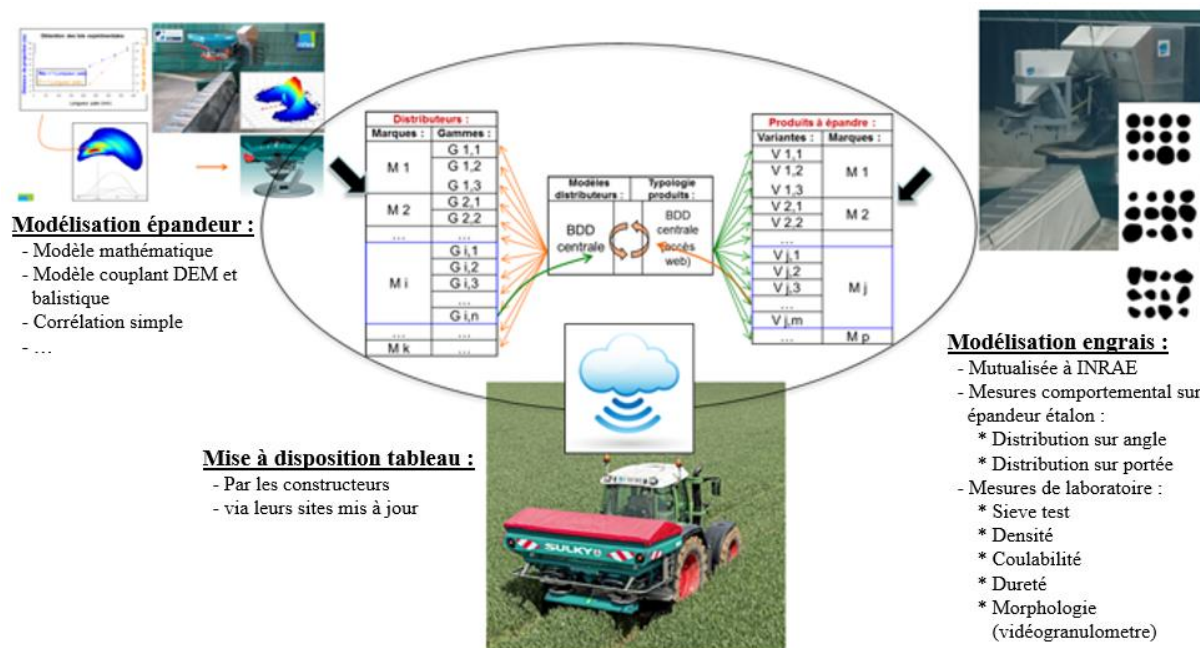 Obtention des lois expérimentales
Distributeurs :
Marques :
Gammes :
M 1
G 1,1
G 1,2
G 1,3
M 2
G 2,1
G 2,2
...
...
M i
G i,1
G i,2
G i,3
...
G i,n
...
...
M k
...
Modèles distributeurs :
Typologie produits :
BDD centrale
BDD centrale (accès web)
Produits à épandre :
Variantes :
Marques :
V 1,1
V 1,2
V 1,3
M 1
V 2,1
V 2,2
M 2
...
V j,1
V j,2
V j,3
...
V j,m
M j
...
M p
Modélisation épandeur :
- Modèle mathématique
- Modèle couplant DEM et
balistique
- Corrélation simple
- ...
Mise à disposition tableau :
- Par les constructeurs
- via leurs sites mis à jour
SULKY
Modélisation engrais :
- Mutualisée à INRAE
- Mesures comportemental sur
épandeur étalon :
* Distribution sur angle
* Distribution sur portée
- Mesures de laboratoire :
* Sieve test
* Densité
* Coulabilité
* Dureté
* Morphologie
(vidéogranulometre)